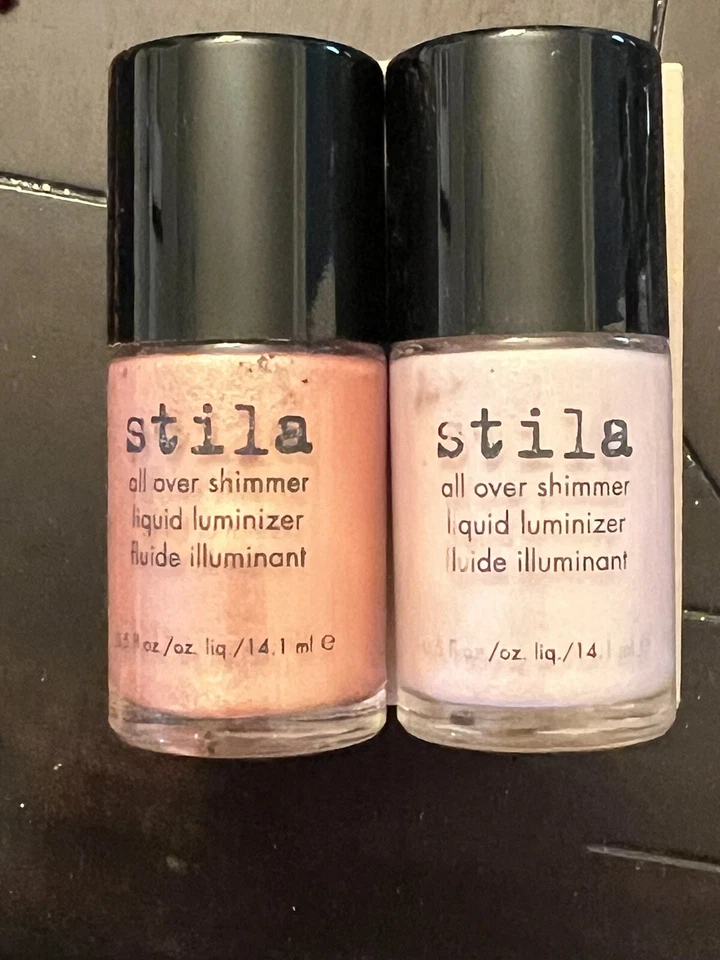 stila
all over shimmer
liquid luminizer
fluide illuminant
oz./oz. liq./14.1 ml e
stila
all over shimmer
liquid luminizer
fluide illuminant
/oz. liq./14.